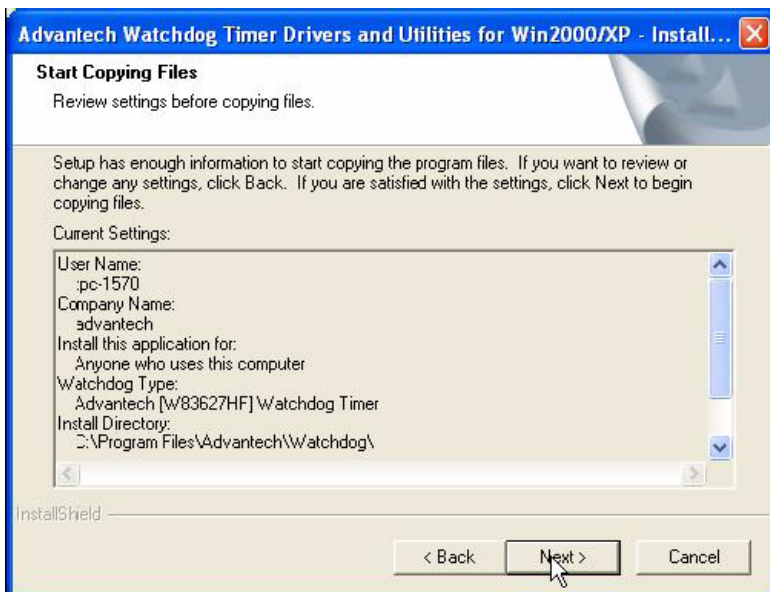 Advantech Watchdog Timer Drivers and Utilities for Win2000/XP - Install...
Start Copying Files
Review settings before copying files.
Setup has enough information to start copying the program files. If you want to review or
change any settings, click Back. If you are satisfied with the settings, click Next to begin
copying files.
Current Settings:
User Name:
:pc-1570
Company Name:
advantech
Install this application for:
Anyone who uses this computer
Watchdog Type:
Advantech [W83627HF] Watchdog Timer
Install Directory:
C:\Program Files\Advantech\Watchdog\
InstallShield
< Back
Next >
Cancel